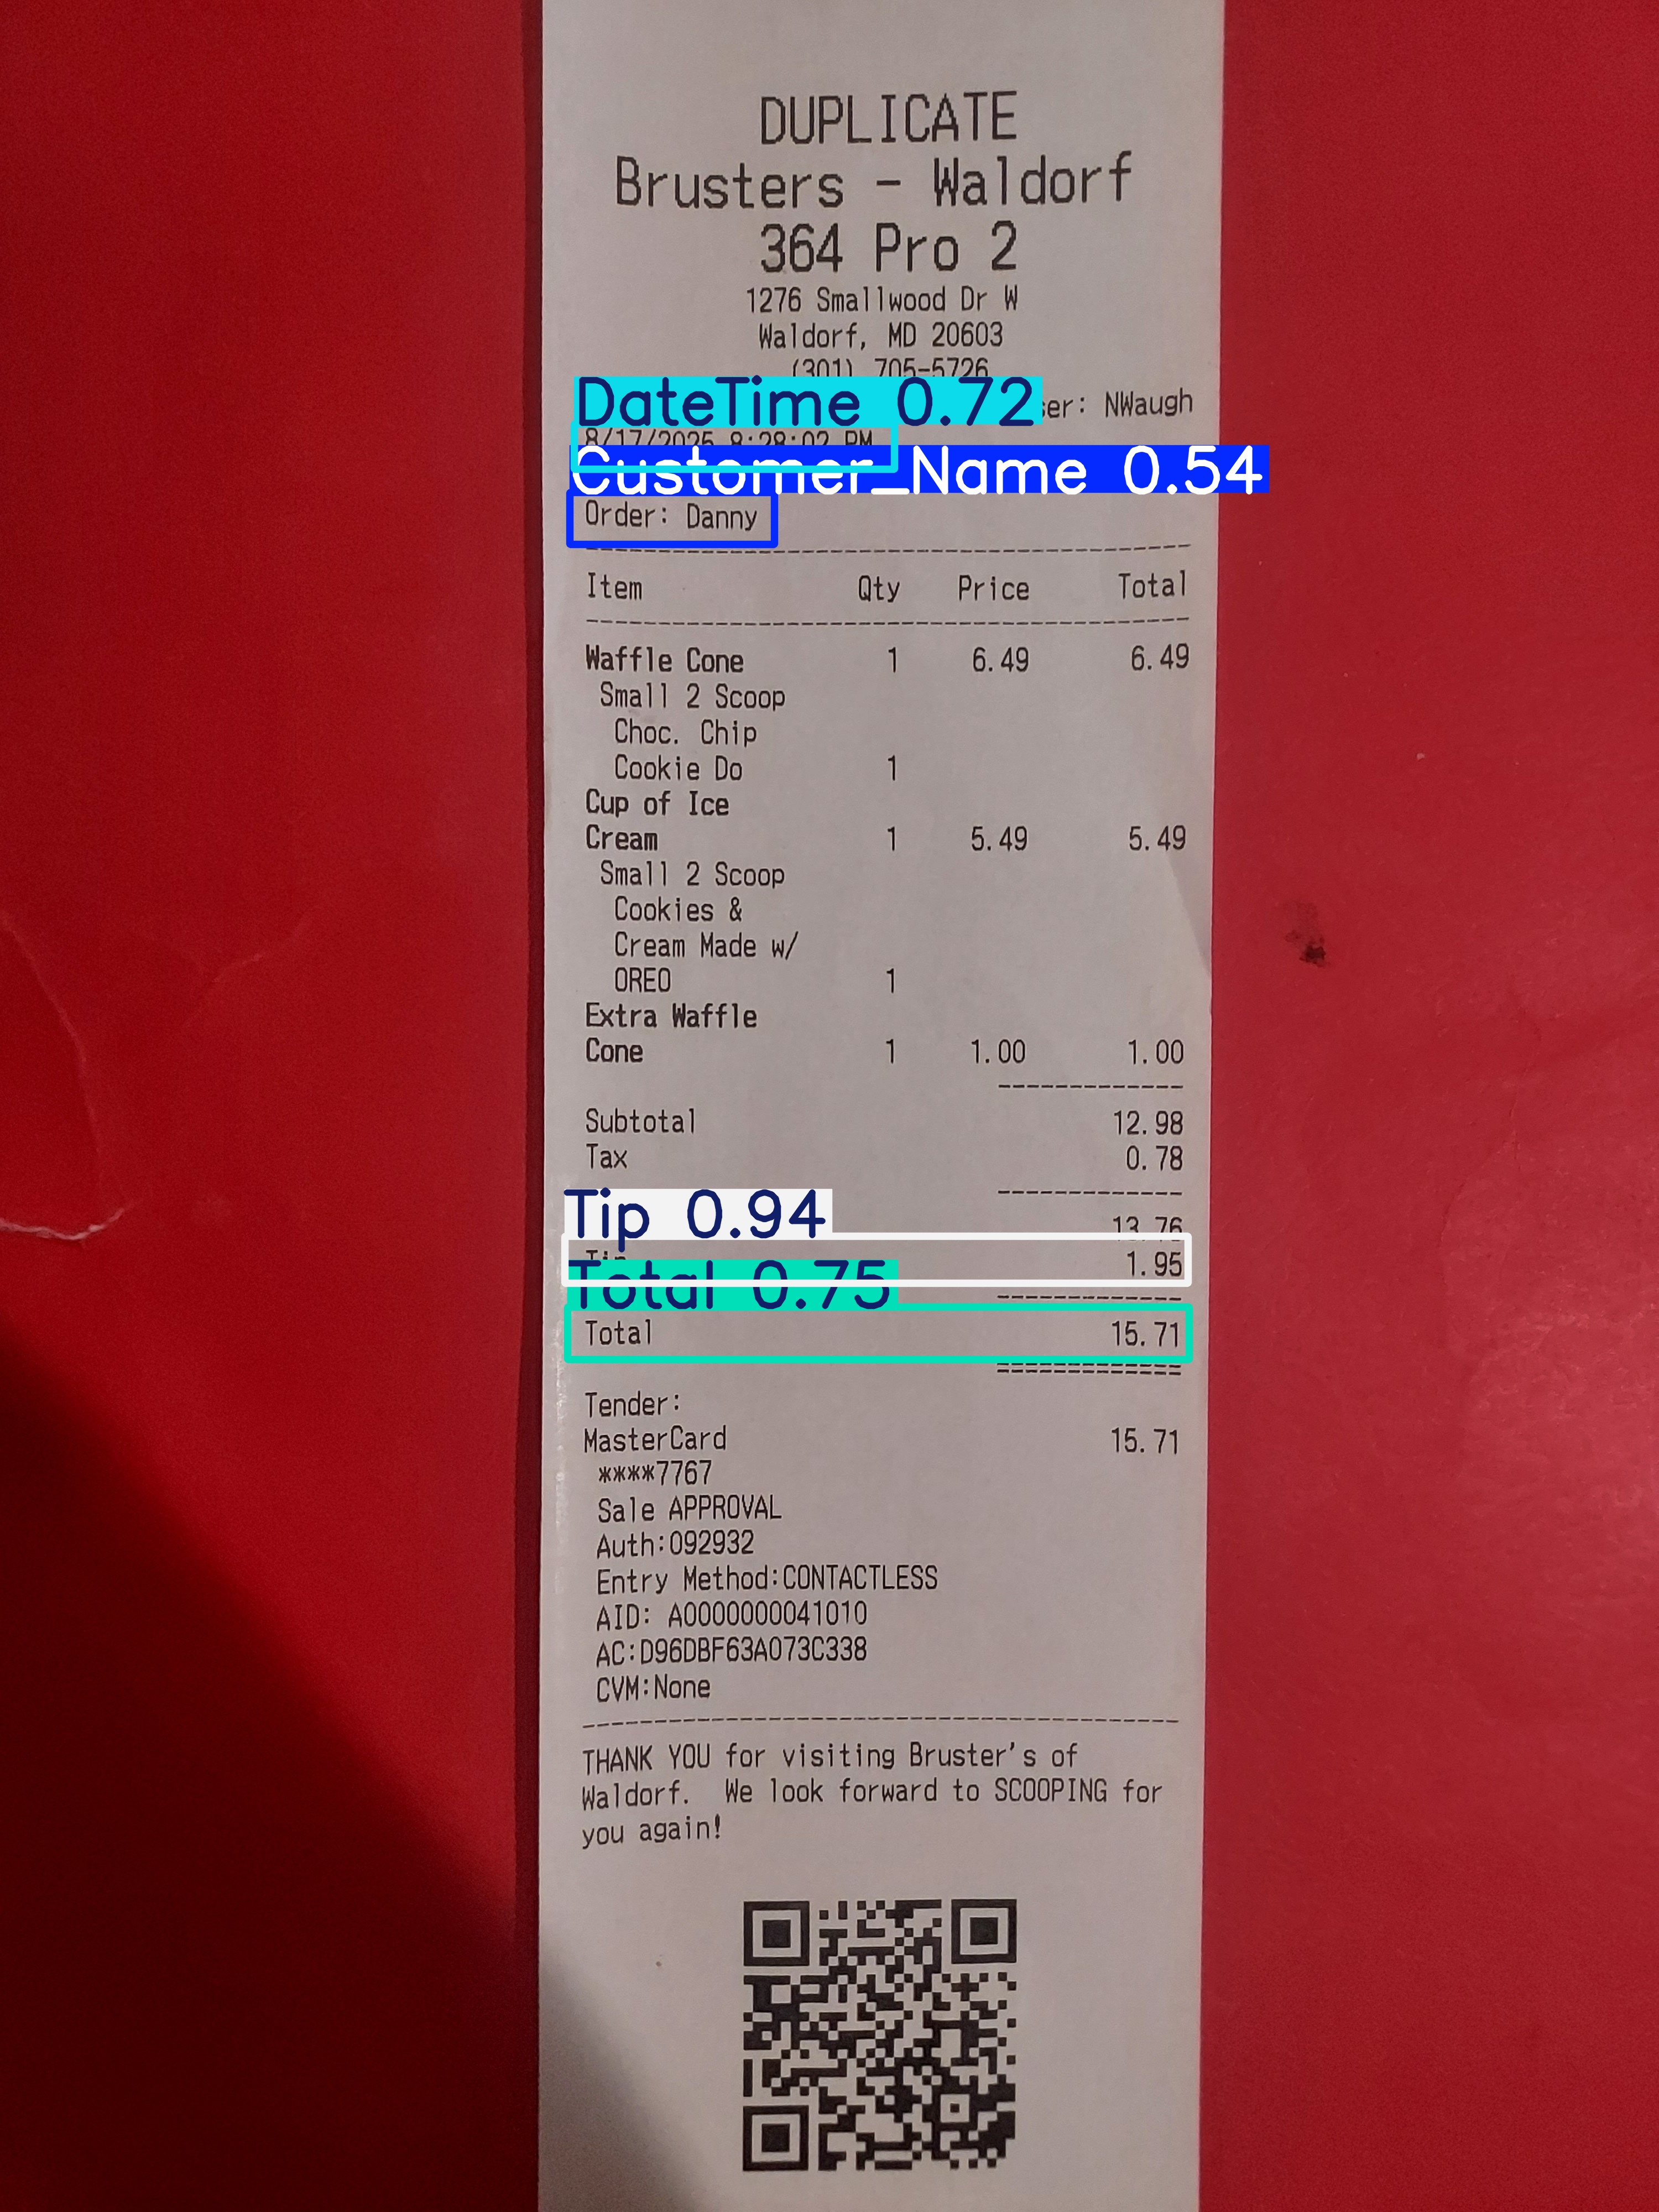 DUPLICATE
Brusters - Waldorf
364 Pro 2
1276 Smallwood Dr W
Waldorf, MD 20603
(301) 705-5726
DateTime 0.72 ser: NWaugh
8/17/2025 8:28:02 PM
Customer_Name 0.54
Order: Danny
Item Qty Price Total
Waffle Cone 1 6.49 6.49
Small 2 Scoop
Choc. Chip
Cookie Do 1
Cup of Ice
Cream 1 5.49 5.49
Small 2 Scoop
Cookies &
Cream Made w/
OREO 1
Extra Waffle
Cone 1 1.00 1.00
Subtotal 12.98
Tax 0.78
Tip 0.94
13.76
Tip 1.95
Total 0.75
Total 15.71
Tender:
MasterCard 15.71
****7767
Sale APPROVAL
Auth:092932
Entry Method:CONTACTLESS
AID: A0000000041010
AC:D96DBF63A073C338
CVM:None
THANK YOU for visiting Bruster's of
Waldorf. We look forward to SCOOPING for
you again!